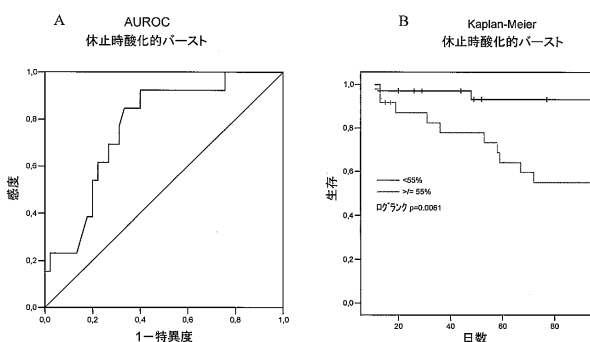 A
AUROC
休止時酸化的バースト
1,0
0,8
0,6
0,4
0,2
0,0
感度
0,0
0,2
0,4
0,6
0,8
1,0
1ー特異度
B
Kaplan-Meier
休止時酸化的バースト
1,0
0,8
0,6
0,4
0,2
0,0
生存
<55%
>/= 55%
ログランク p=0.0061
20
40
60
80
日数